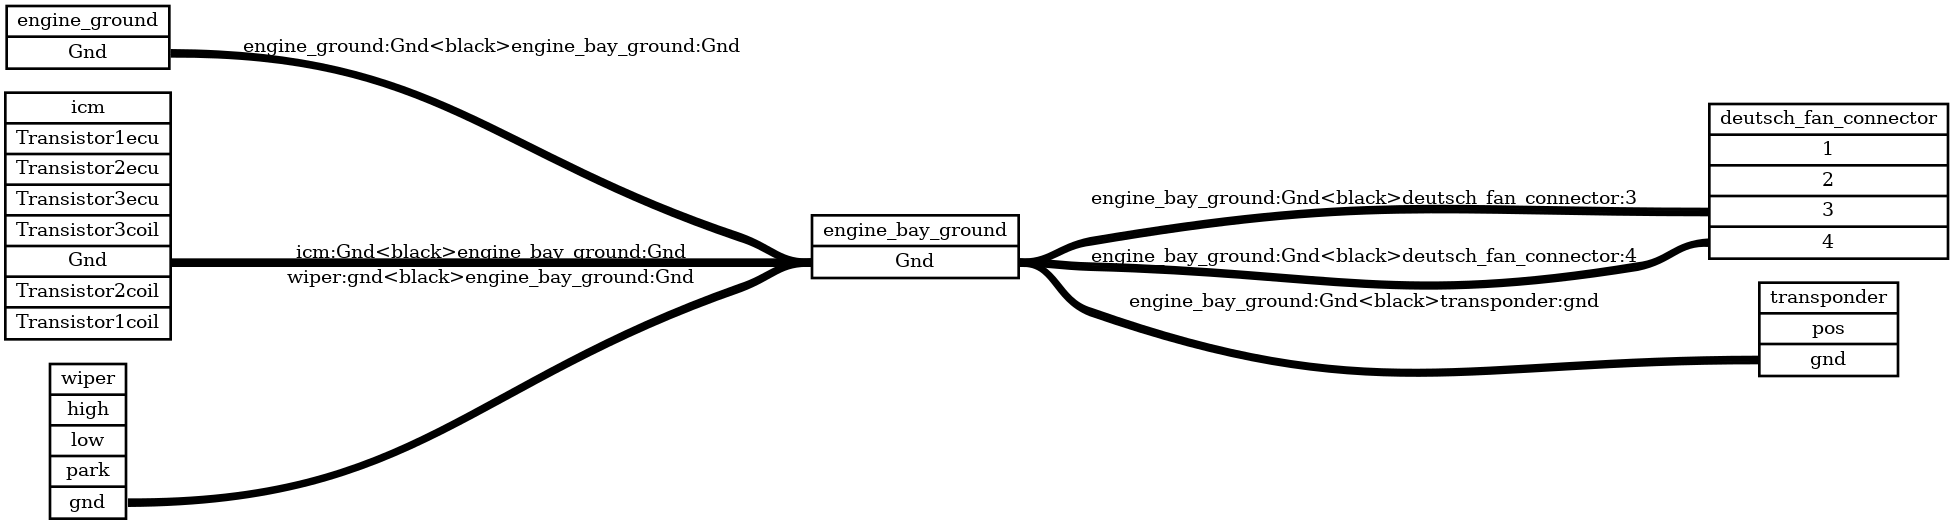 engine_ground
Gnd
engine_ground:Gnd<black>engine_bay_ground:Gnd
icm
Transistor1ecu
Transistor2ecu
Transistor3ecu
Transistor3coil
Gnd
Transistor2coil
Transistor1coil
icm:Gnd<black>engine_bay_ground:Gnd
wiper:gnd<black>engine_bay_ground:Gnd
wiper
high
low
park
gnd
engine_bay_ground
Gnd
engine_bay_ground:Gnd<black>deutsch_fan_connector:3
engine_bay_ground:Gnd<black>deutsch_fan_connector:4
engine_bay_ground:Gnd<black>transponder:gnd
deutsch_fan_connector
1
2
3
4
transponder
pos
gnd